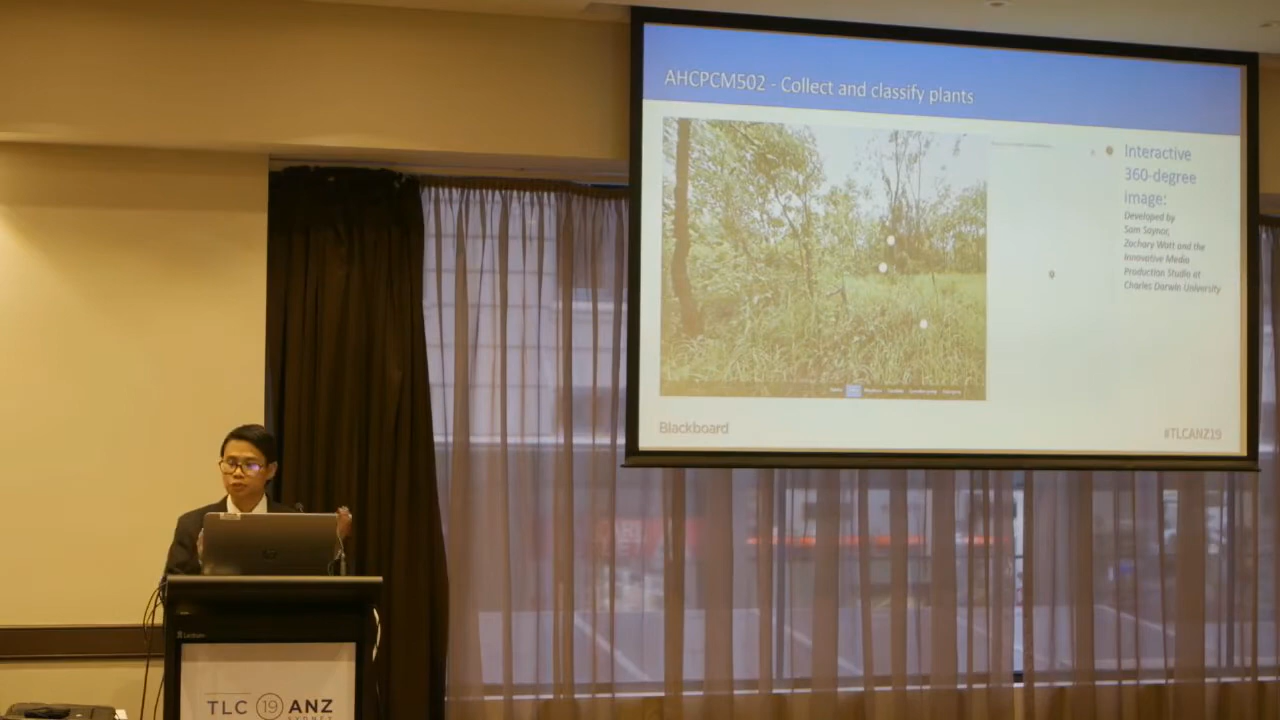 AHCPCM502 - Collect and classify plants
Interactive
360-degree
image:
Developed by
Sam Saynor,
Zachary Watt and the
Innovative Media
Production Studio at
Charles Darwin University
Blackboard
#TLCANZ19
TLC 19 ANZ
SYDNEY